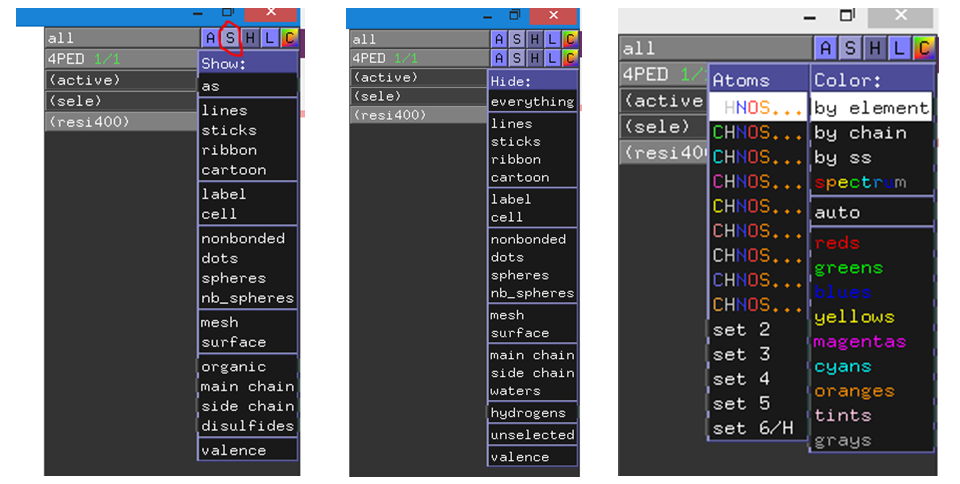 all A S H L C
4PED 1/1
Show:
(active)
as
(sele)
lines
(resi400)
sticks
ribbon
cartoon
label
cell
nonbonded
dots
spheres
nb_spheres
mesh
surface
organic
main chain
side chain
disulfides
valence
all A S H L C
4PED 1/1 A S H L C
(active)
Hide:
(sele)
everything
(resi400)
lines
sticks
ribbon
cartoon
label
cell
nonbonded
dots
spheres
nb_spheres
mesh
surface
main chain
side chain
waters
hydrogens
unselected
valence
all A S H L C
4PED 1/
Atoms
Color:
(active
HNOS...
by element
(sele)
CHNOS...
by chain
(resi40
CHNOS...
by ss
CHNOS...
spectrum
CHNOS...
auto
CHNOS...
reds
CHNOS...
greens
CHNOS...
blues
CHNOS...
yellows
set 2
magentas
set 3
cyans
set 4
oranges
set 5
tints
set 6/H
grays